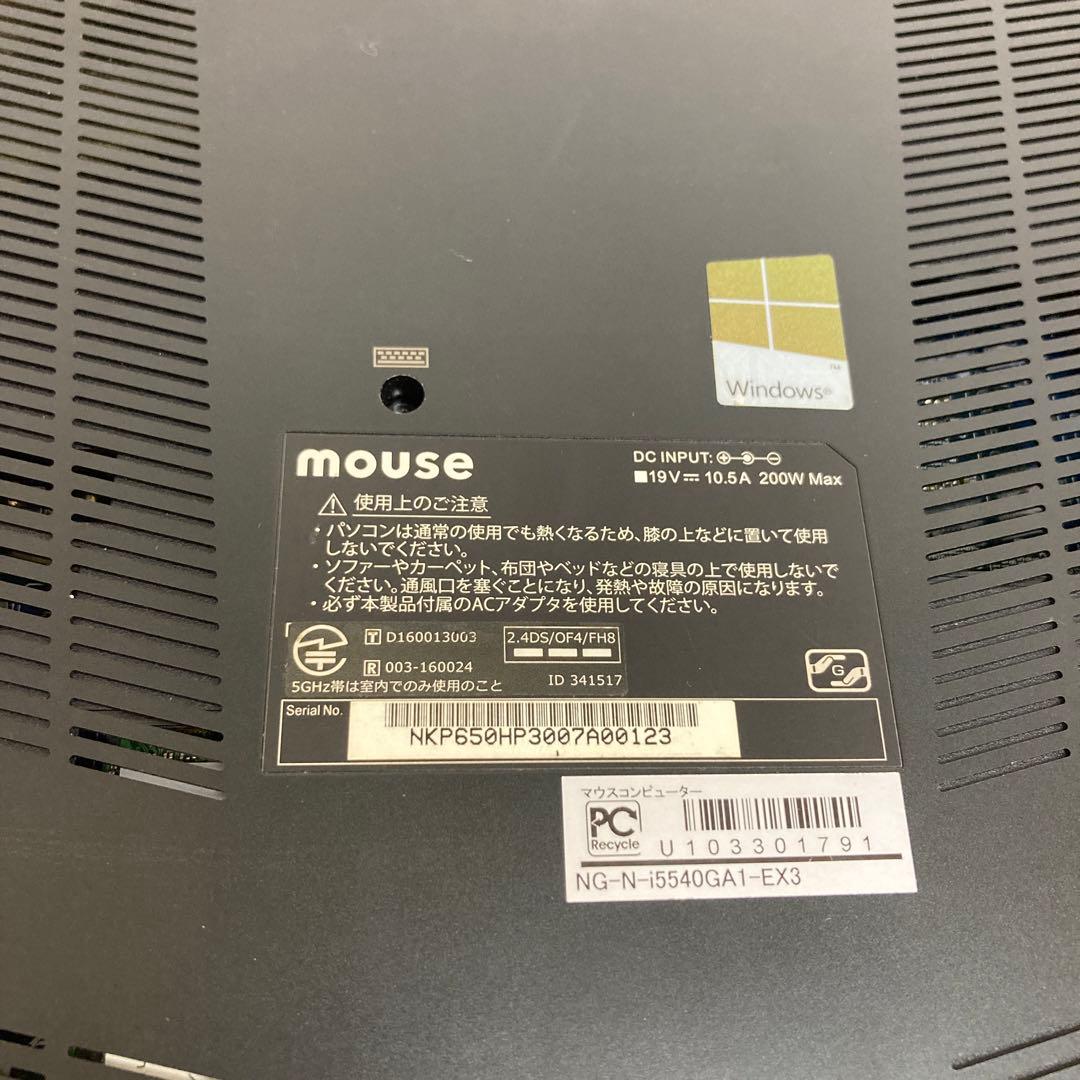 Windows®
mouse
DC INPUT:
19V 10.5A 200W Max
使用上のご注意
・パソコンは通常の使用でも熱くなるため、膝の上などに置いて使用
しないでください。
・ソファーやカーペット、布団やベッドなどの寝具の上で使用しないで
ください。通風口を塞ぐことになり、発熱や故障の原因になります。
・必ず本製品付属のACアダプタを使用してください。
T D160013003
2.4DS/OF4/FH8
R 003-160024
ID 341517
5GHz帯は室内でのみ使用のこと
G
Serial No.
NKP650HP3007A00123
マウスコンピューター
PC
Recycle
U103301791
NG-N-i5540GA1-EX3